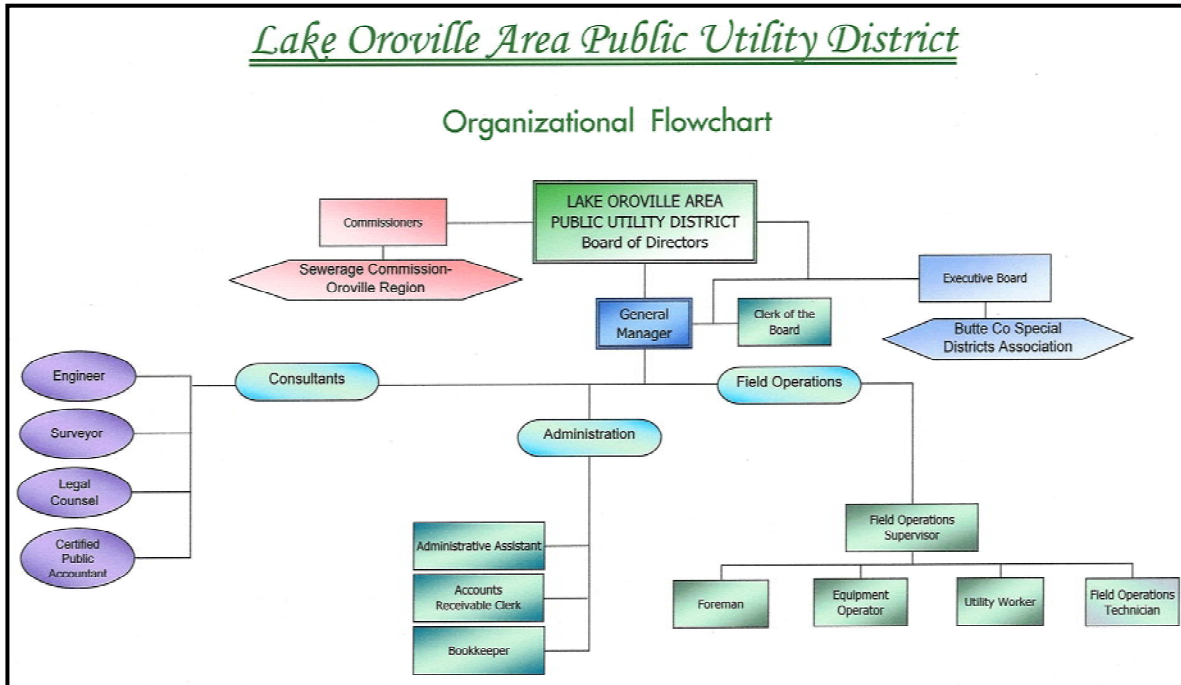 Lake Oroville Area Public Utility District
Organizational Flowchart
LAKE OROVILLE AREA
PUBLIC UTILITY DISTRICT
Board of Directors
Commissioners
Sewerage Commission-
Oroville Region
Executive Board
Butte Co Special
Districts Association
General
Manager
Clerk of the
Board
Consultants
Field Operations
Administration
Engineer
Surveyor
Legal
Counsel
Certified
Public
Accountant
Administrative Assistant
Accounts
Receivable Clerk
Bookkeeper
Field Operations
Supervisor
Foreman
Equipment
Operator
Utility Worker
Field Operations
Technician